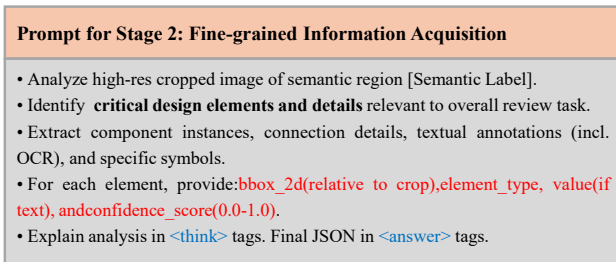 Prompt for Stage 2: Fine-grained Information Acquisition
• Analyze high-res cropped image of semantic region [Semantic Label].
• Identify critical design elements and details relevant to overall review task.
• Extract component instances, connection details, textual annotations (incl.
OCR), and specific symbols.
• For each element, provide:bbox_2d(relative to crop),element_type, value(if
text), andconfidence_score(0.0-1.0).
• Explain analysis in <think> tags. Final JSON in <answer> tags.